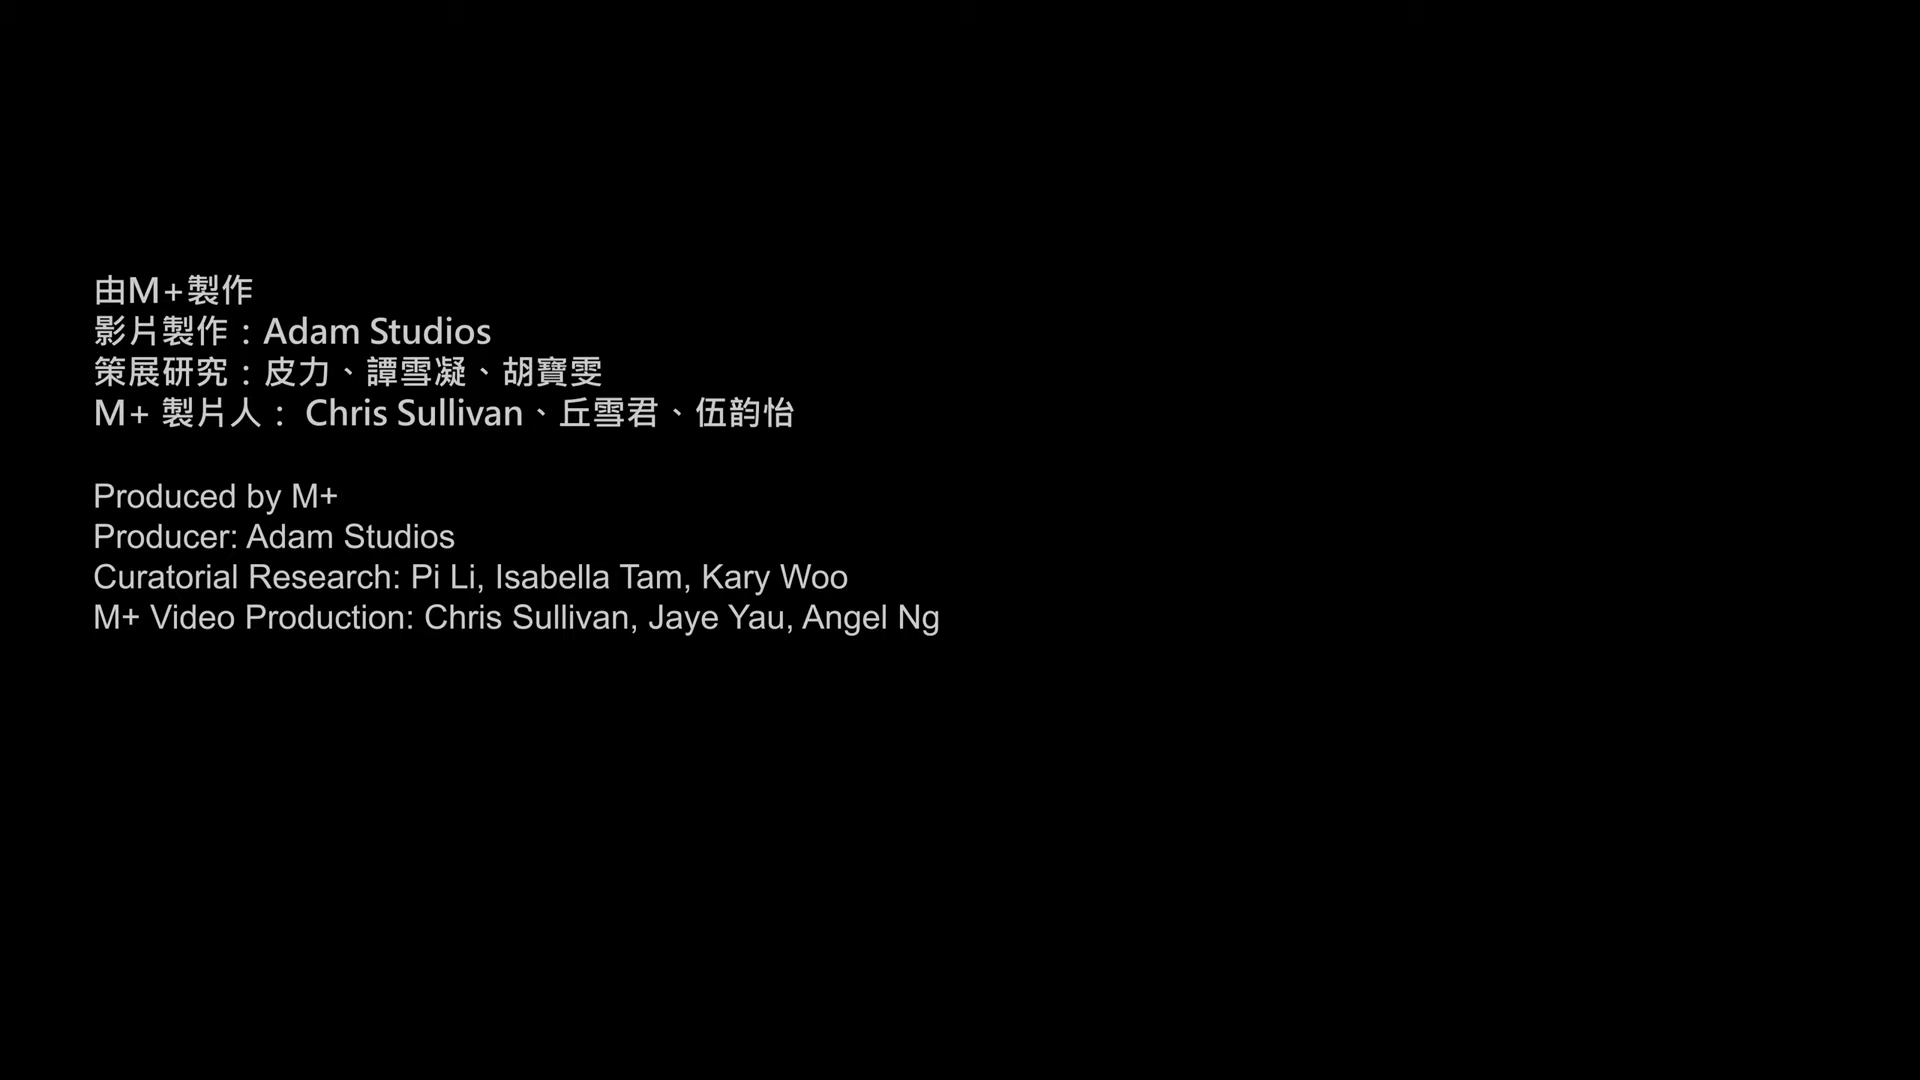 由M+製作
影片製作：Adam Studios
策展研究：皮力、譚雪凝、胡寶雯
M+ 製片人： Chris Sullivan、丘雪君、伍韵怡
Produced by M+
Producer: Adam Studios
Curatorial Research: Pi Li, Isabella Tam, Kary Woo
M+ Video Production: Chris Sullivan, Jaye Yau, Angel Ng